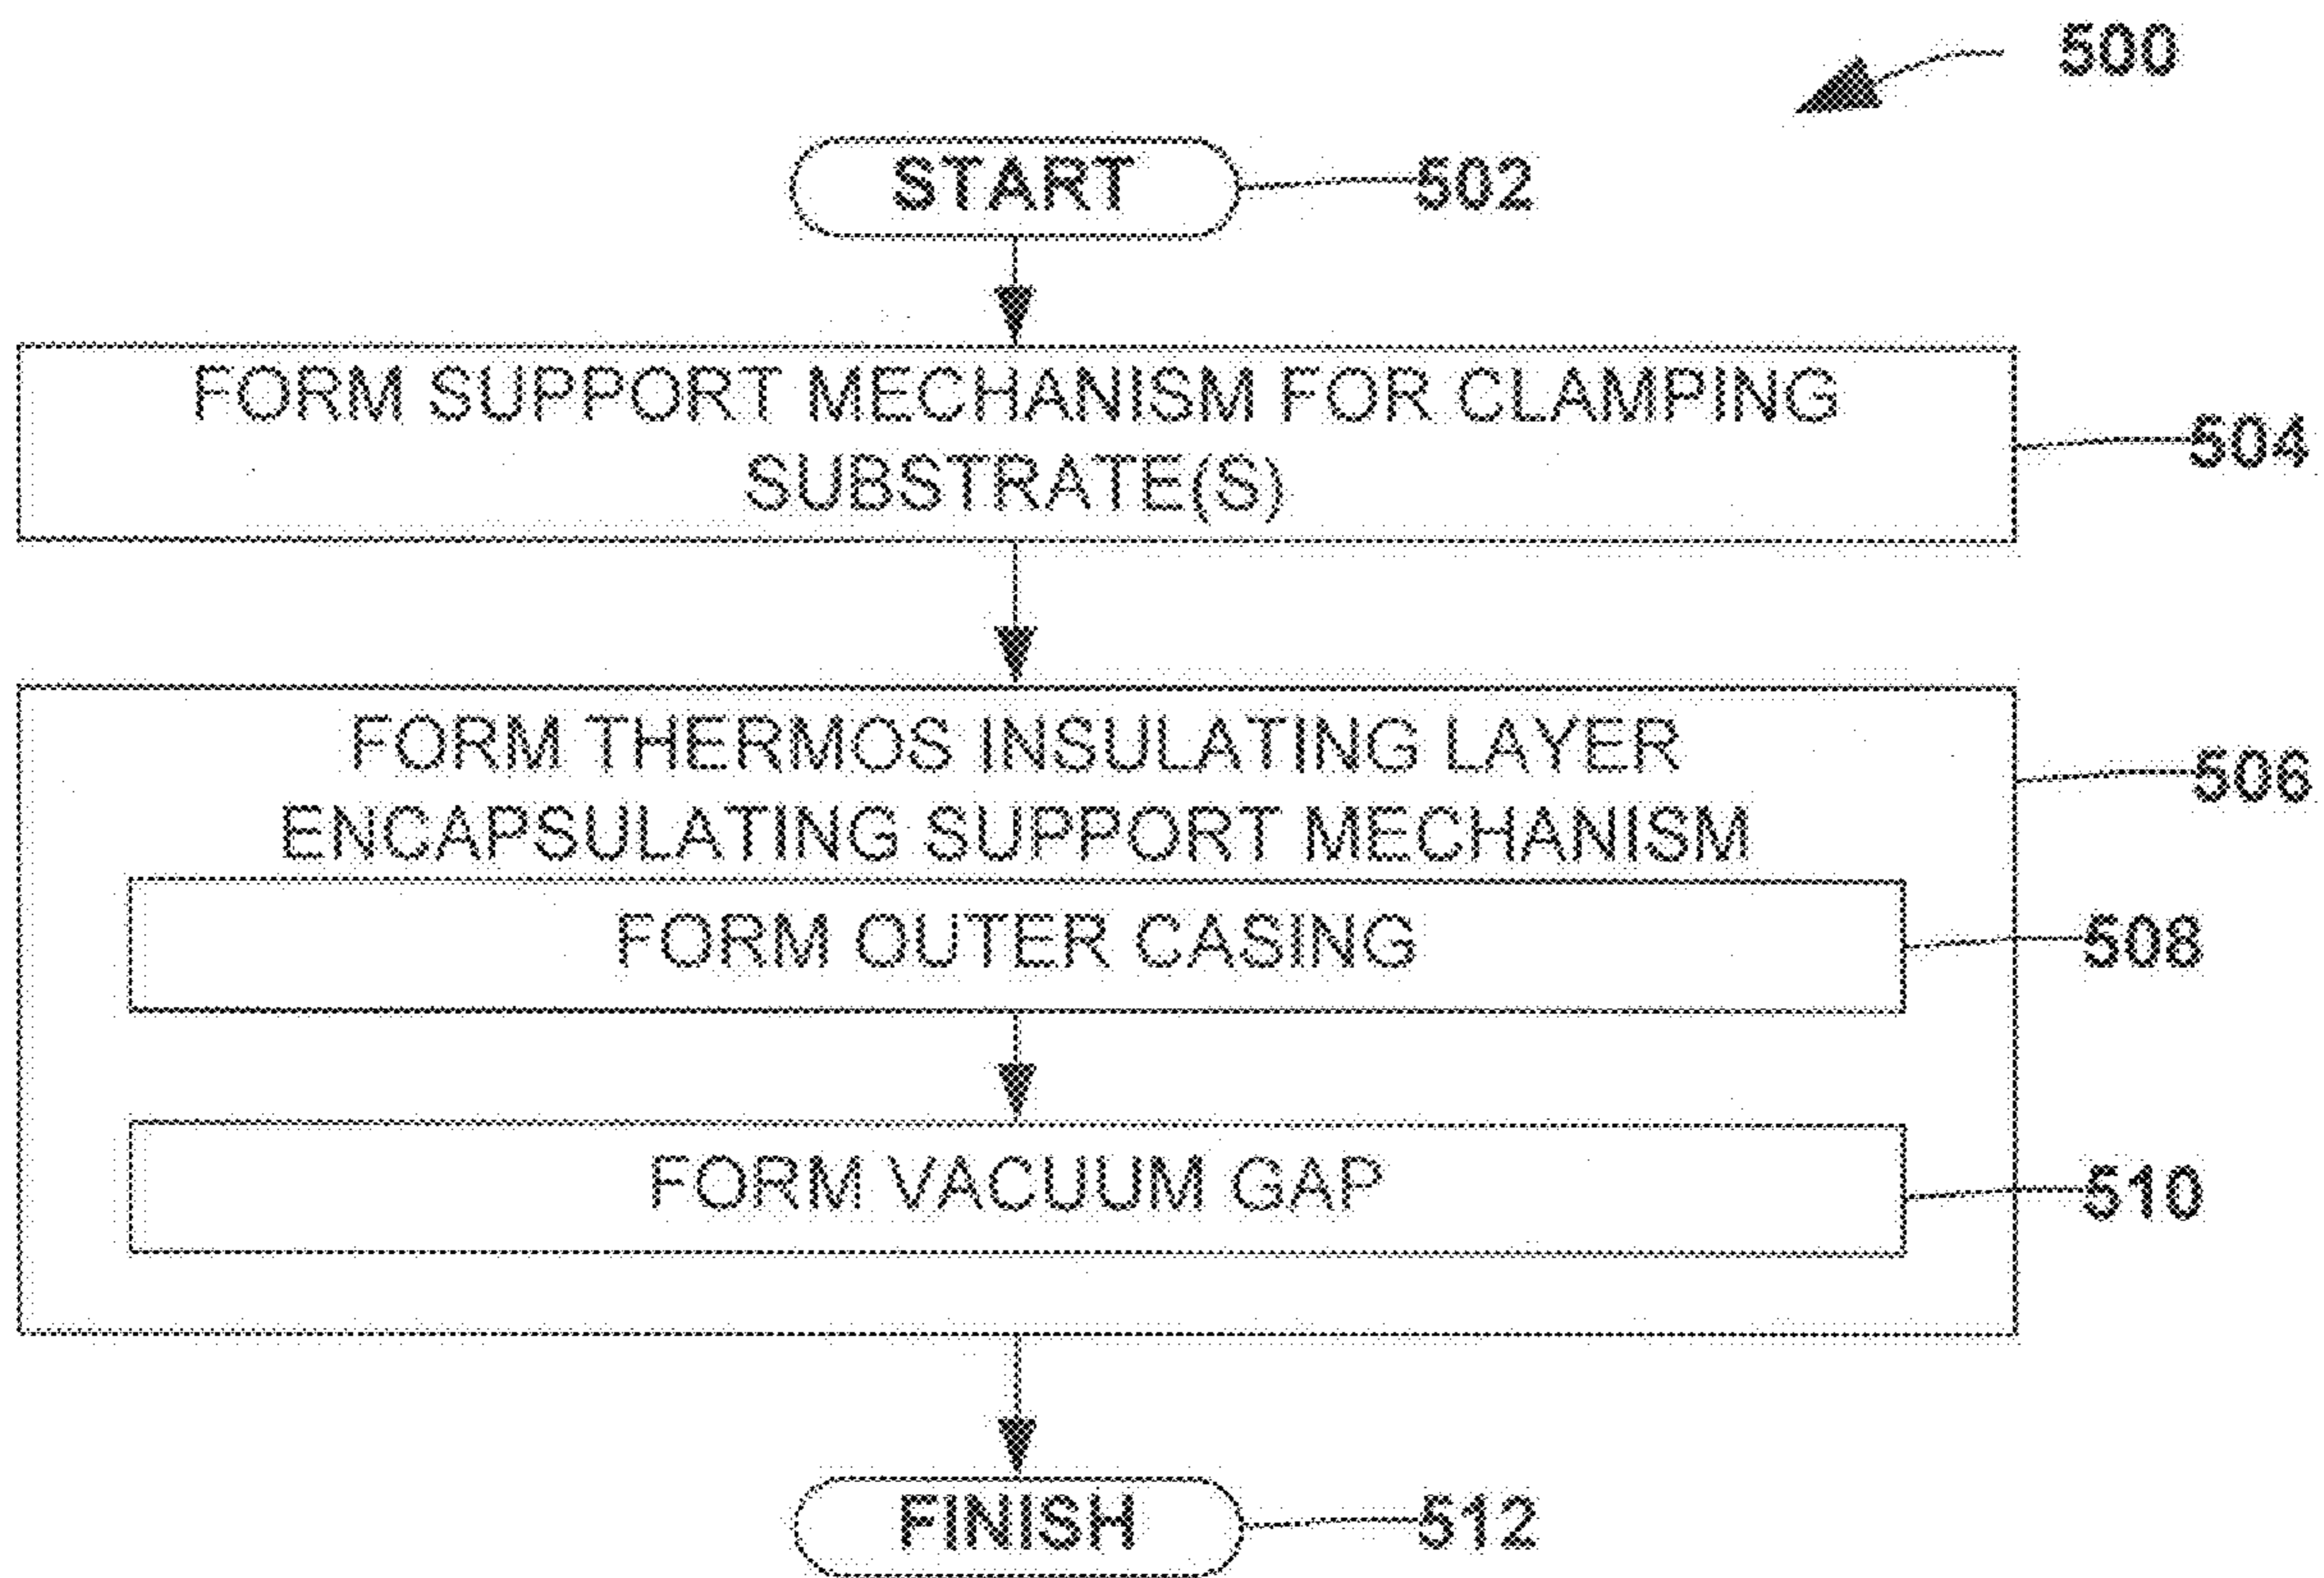 500
START
502
FORM SUPPORT MECHANISM FOR CLAMPING
SUBSTRATE(S)
504
FORM THERMOS INSULATING LAYER
ENCAPSULATING SUPPORT MECHANISM
506
FORM OUTER CASING
508
FORM VACUUM GAP
510
FINISH
512